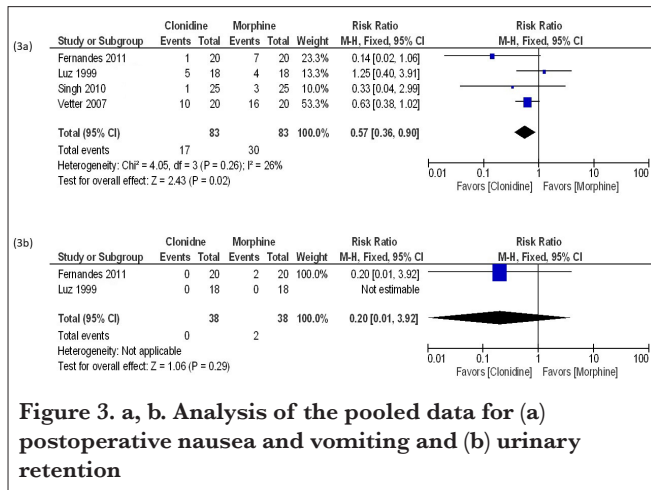 (3a)
Clonidine Morphine Risk Ratio Risk Ratio
Study or Subgroup Events Total Events Total Weight M-H, Fixed, 95% CI M-H, Fixed, 95% CI
Fernandes 2011 1 20 7 20 23.3% 0.14 [0.02, 1.06]
Luz 1999 5 18 4 18 13.3% 1.25 [0.40, 3.91]
Singh 2010 1 25 3 25 10.0% 0.33 [0.04, 2.99]
Vetter 2007 10 20 16 20 53.3% 0.63 [0.38, 1.02]
Total (95% CI) 83 83 100.0% 0.57 [0.36, 0.90]
Total events 17 30
Heterogeneity: Chi² = 4.05, df = 3 (P = 0.26); I² = 26%
Test for overall effect: Z = 2.43 (P = 0.02)
0.01 0.1 1 10 100
Favors [Clonidine] Favors [Morphine]
(3b)
Clonidne Morphine Risk Ratio Risk Ratio
Study or Subgroup Events Total Events Total Weight M-H, Fixed, 95% CI M-H, Fixed, 95% CI
Fernandes 2011 0 20 2 20 100.0% 0.20 [0.01, 3.92]
Luz 1999 0 18 0 18 Not estimable
Total (95% CI) 38 38 100.0% 0.20 [0.01, 3.92]
Total events 0 2
Heterogeneity: Not applicable
Test for overall effect: Z = 1.06 (P = 0.29)
0.01 0.1 1 10 100
Favors [Clonidine] Favors [Morphine]
Figure 3. a, b. Analysis of the pooled data for (a)
postoperative nausea and vomiting and (b) urinary
retention